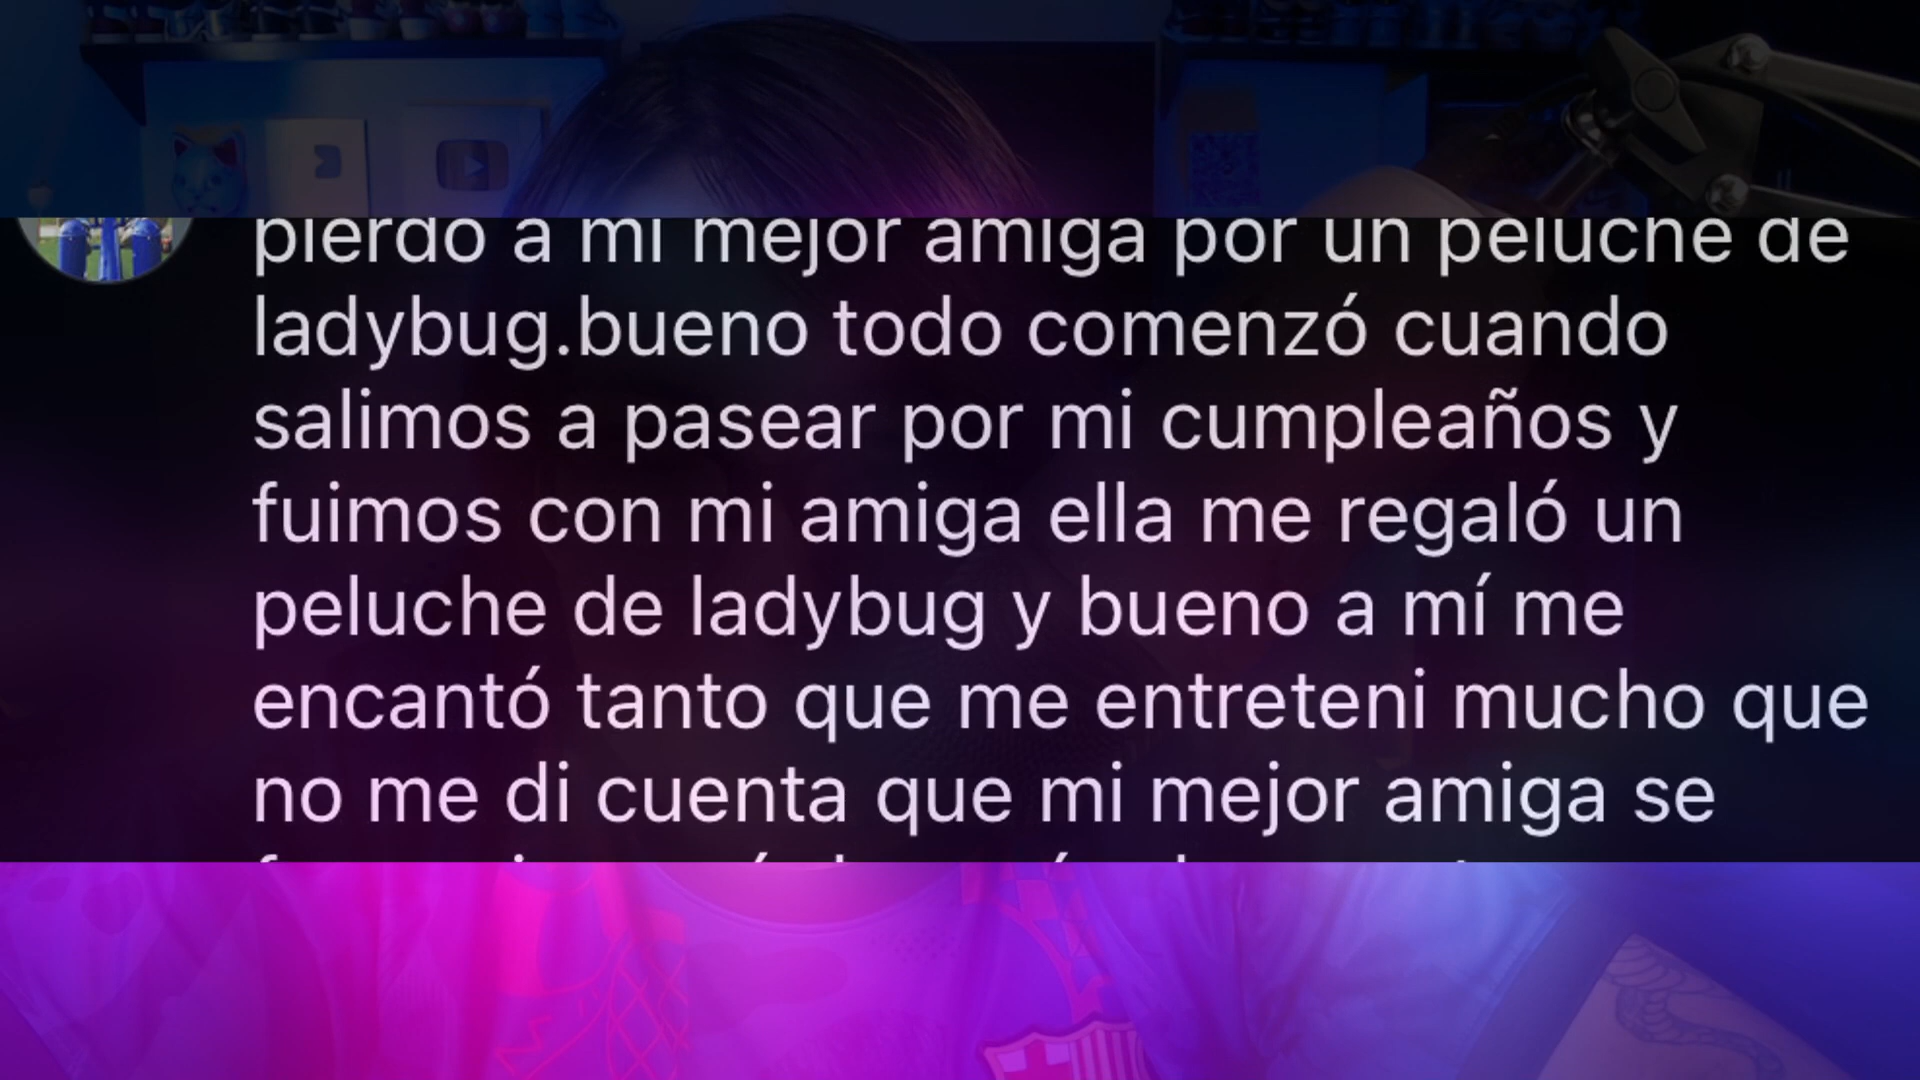 pierdo a mi mejor amiga por un peluche de
ladybug.bueno todo comenzó cuando
salimos a pasear por mi cumpleaños y
fuimos con mi amiga ella me regaló un
peluche de ladybug y bueno a mí me
encantó tanto que me entreteni mucho que
no me di cuenta que mi mejor amiga se